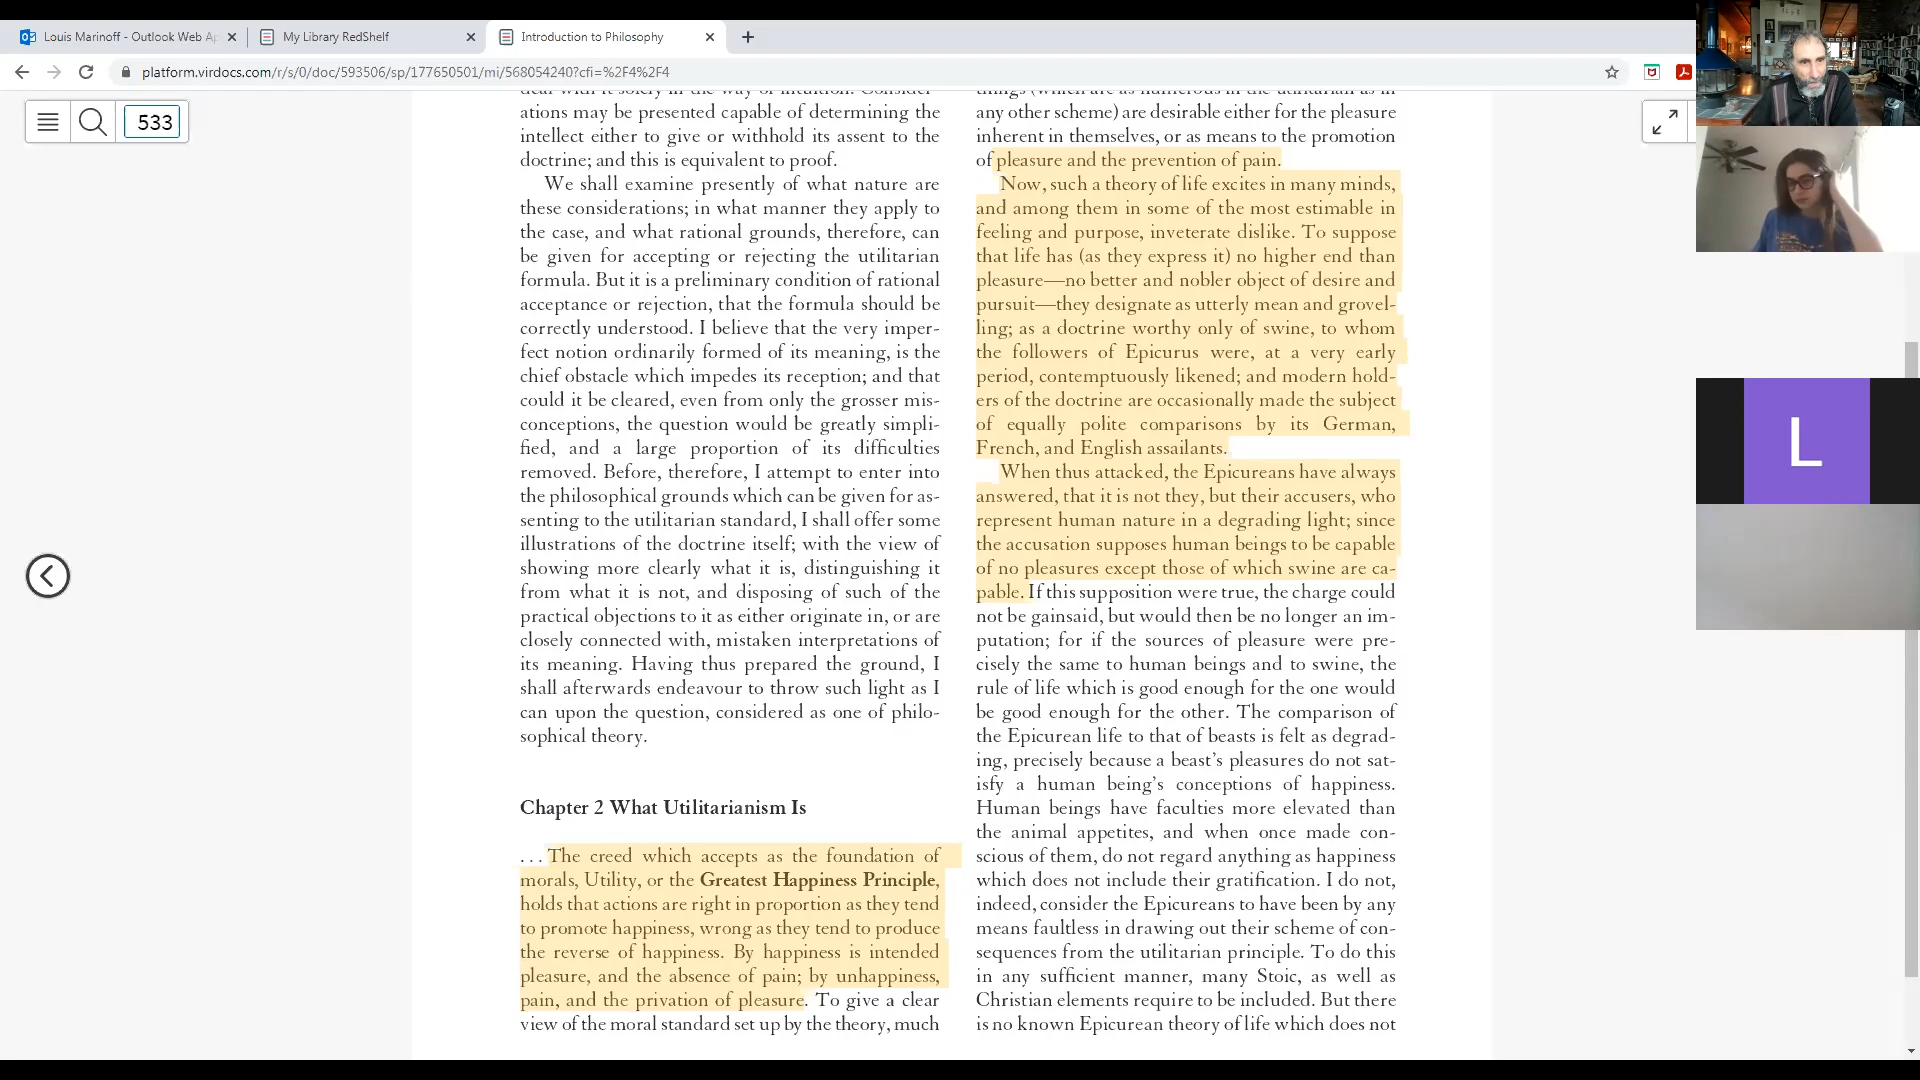 Louis Marinoff - Outlook Web Ap
My Library RedShelf
Introduction to Philosophy
platform.virdocs.com/r/s/0/doc/593506/sp/177650501/mi/568054240?cfi=%2F4%2F4
533
deal with it solely in the way of intuition. Consider-
ations may be presented capable of determining the
intellect either to give or withhold its assent to the
doctrine; and this is equivalent to proof.
We shall examine presently of what nature are
these considerations; in what manner they apply to
the case, and what rational grounds, therefore, can
be given for accepting or rejecting the utilitarian
formula. But it is a preliminary condition of rational
acceptance or rejection, that the formula should be
correctly understood. I believe that the very imper-
fect notion ordinarily formed of its meaning, is the
chief obstacle which impedes its reception; and that
could it be cleared, even from only the grosser mis-
conceptions, the question would be greatly simpli-
fied, and a large proportion of its difficulties
removed. Before, therefore, I attempt to enter into
the philosophical grounds which can be given for as-
senting to the utilitarian standard, I shall offer some
illustrations of the doctrine itself; with the view of
showing more clearly what it is, distinguishing it
from what it is not, and disposing of such of the
practical objections to it as either originate in, or are
closely connected with, mistaken interpretations of
its meaning. Having thus prepared the ground, I
shall afterwards endeavour to throw such light as I
can upon the question, considered as one of philo-
sophical theory.
Chapter 2 What Utilitarianism Is
. . . The creed which accepts as the foundation of
morals, Utility, or the Greatest Happiness Principle,
holds that actions are right in proportion as they tend
to promote happiness, wrong as they tend to produce
the reverse of happiness. By happiness is intended
pleasure, and the absence of pain; by unhappiness,
pain, and the privation of pleasure. To give a clear
view of the moral standard set up by the theory, much
things (which are as numerous in the utilitarian as in
any other scheme) are desirable either for the pleasure
inherent in themselves, or as means to the promotion
of pleasure and the prevention of pain.
Now, such a theory of life excites in many minds,
and among them in some of the most estimable in
feeling and purpose, inveterate dislike. To suppose
that life has (as they express it) no higher end than
pleasure—no better and nobler object of desire and
pursuit—they designate as utterly mean and grovel-
ling; as a doctrine worthy only of swine, to whom
the followers of Epicurus were, at a very early
period, contemptuously likened; and modern hold-
ers of the doctrine are occasionally made the subject
of equally polite comparisons by its German,
French, and English assailants.
When thus attacked, the Epicureans have always
answered, that it is not they, but their accusers, who
represent human nature in a degrading light; since
the accusation supposes human beings to be capable
of no pleasures except those of which swine are ca-
pable. If this supposition were true, the charge could
not be gainsaid, but would then be no longer an im-
putation; for if the sources of pleasure were pre-
cisely the same to human beings and to swine, the
rule of life which is good enough for the one would
be good enough for the other. The comparison of
the Epicurean life to that of beasts is felt as degrad-
ing, precisely because a beast's pleasures do not sat-
isfy a human being's conceptions of happiness.
Human beings have faculties more elevated than
the animal appetites, and when once made con-
scious of them, do not regard anything as happiness
which does not include their gratification. I do not,
indeed, consider the Epicureans to have been by any
means faultless in drawing out their scheme of con-
sequences from the utilitarian principle. To do this
in any sufficient manner, many Stoic, as well as
Christian elements require to be included. But there
is no known Epicurean theory of life which does not
L